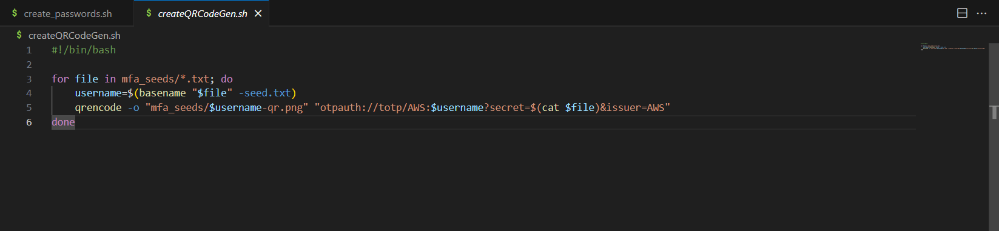 $ create_passwords.sh
$ createQRCodeGen.sh ×
$ createQRCodeGen.sh
1 #!/bin/bash
2
3 for file in mfa_seeds/*.txt; do
4     username=$(basename "$file" -seed.txt)
5     qrencode -o "mfa_seeds/$username-qr.png" "otpauth://totp/AWS:$username?secret=$(cat $file)&issuer=AWS"
6 done